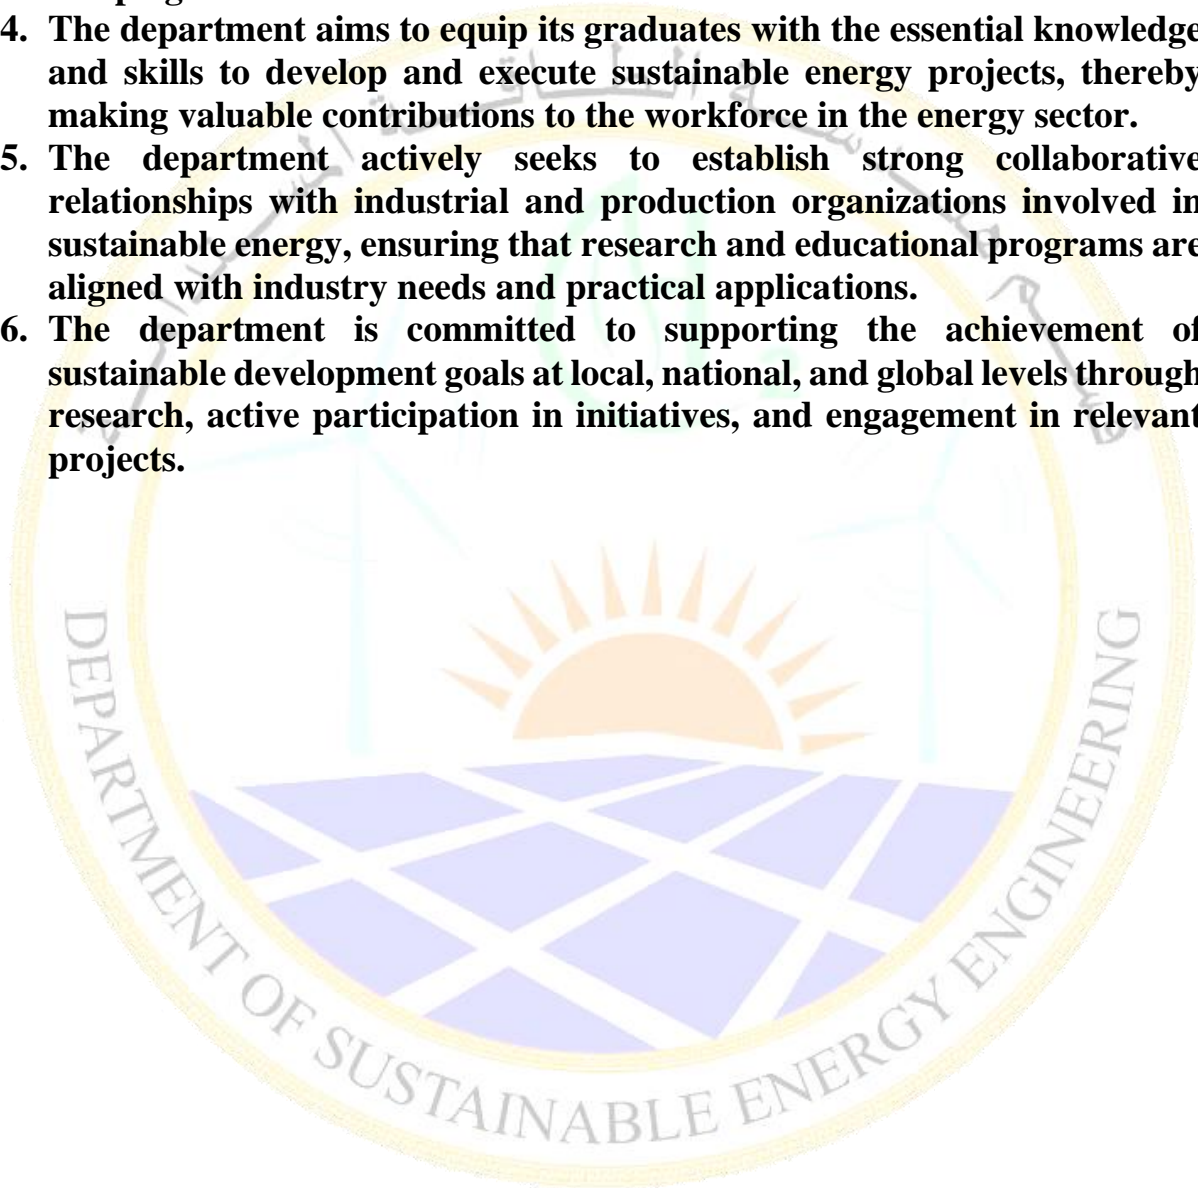 4. The department aims to equip its graduates with the essential knowledge
and skills to develop and execute sustainable energy projects, thereby
making valuable contributions to the workforce in the energy sector.
5. The department actively seeks to establish strong collaborative
relationships with industrial and production organizations involved in
sustainable energy, ensuring that research and educational programs are
aligned with industry needs and practical applications.
6. The department is committed to supporting the achievement of
sustainable development goals at local, national, and global levels through
research, active participation in initiatives, and engagement in relevant
projects.
قسم هندسة الطاقة المستدامة
H2
DEPARTMENT OF SUSTAINABLE ENERGY ENGINEERING